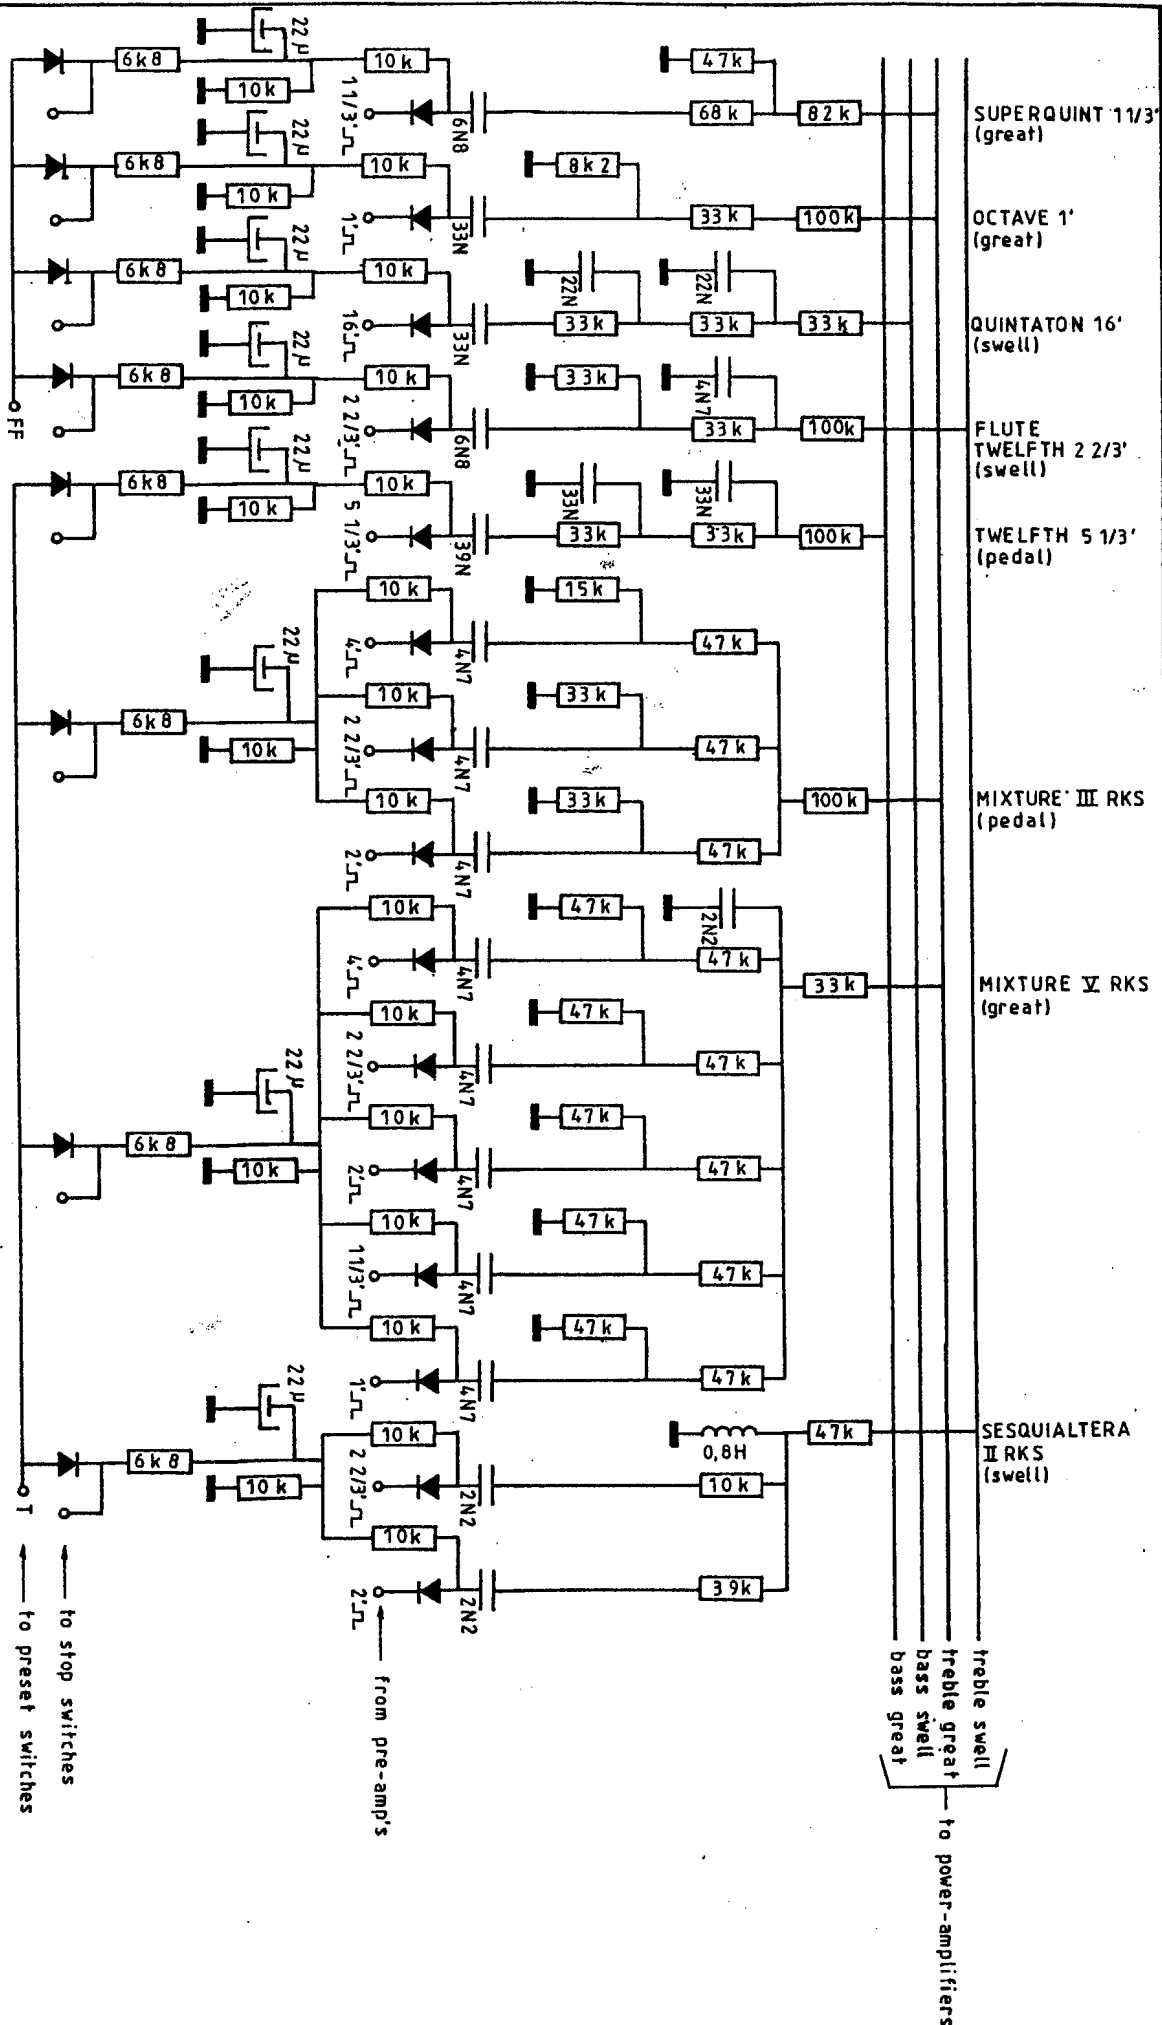 22µ
6k8
10k
10k
11/3'
6N8
47k
68k
82k
SUPERQUINT 11/3'
(great)
22µ
6k8
10k
10k
1'
33N
8k2
33k
100k
OCTAVE 1'
(great)
22µ
6k8
10k
10k
16'
33N
22N
22N
33k
33k
33k
QUINTATON 16'
(swell)
22µ
6k8
10k
10k
2 2/3'
6N8
33k
4N7
33k
100k
FLUTE
TWELFTH 2 2/3'
(swell)
FF
22µ
6k8
10k
10k
5 1/3'
39N
33N
33N
33k
33k
100k
TWELFTH 5 1/3'
(pedal)
22µ
6k8
10k
10k
4'
4N7
15k
47k
10k
2 2/3'
4N7
33k
47k
10k
2'
4N7
33k
47k
100k
MIXTURE III RKS
(pedal)
22µ
6k8
10k
10k
4'
4N7
47k
2N2
47k
33k
MIXTURE V RKS
(great)
10k
2 2/3'
4N7
47k
47k
10k
2'
4N7
47k
47k
10k
11/3'
4N7
47k
47k
10k
1'
4N7
47k
47k
22µ
6k8
10k
10k
2 2/3'
2N2
0,8H
10k
47k
SESQUIALTERA
II RKS
(swell)
10k
2'
2N2
39k
T
to preset switches
to stop switches
from pre-amp's
bass great
bass swell
treble great
treble swell
to power-amplifiers